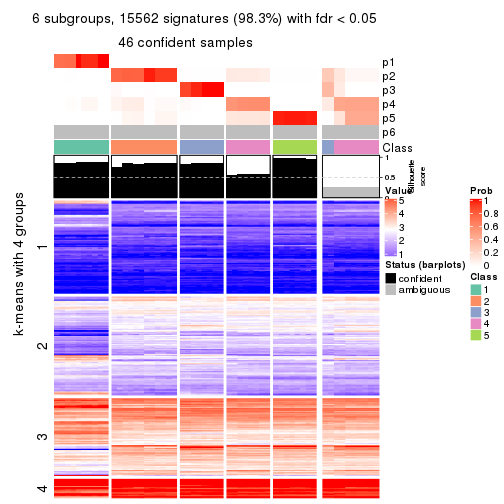 6 subgroups, 15562 signatures (98.3%) with fdr < 0.05
46 confident samples
p1
p2
p3
p4
p5
p6
Class
1
0.5
0
Silhouette
score
k-means with 4 groups
1
2
3
4
Value
5
4
3
2
1
Status (barplots)
confident
ambiguous
Prob
1
0.8
0.6
0.4
0.2
0
Class
1
2
3
4
5